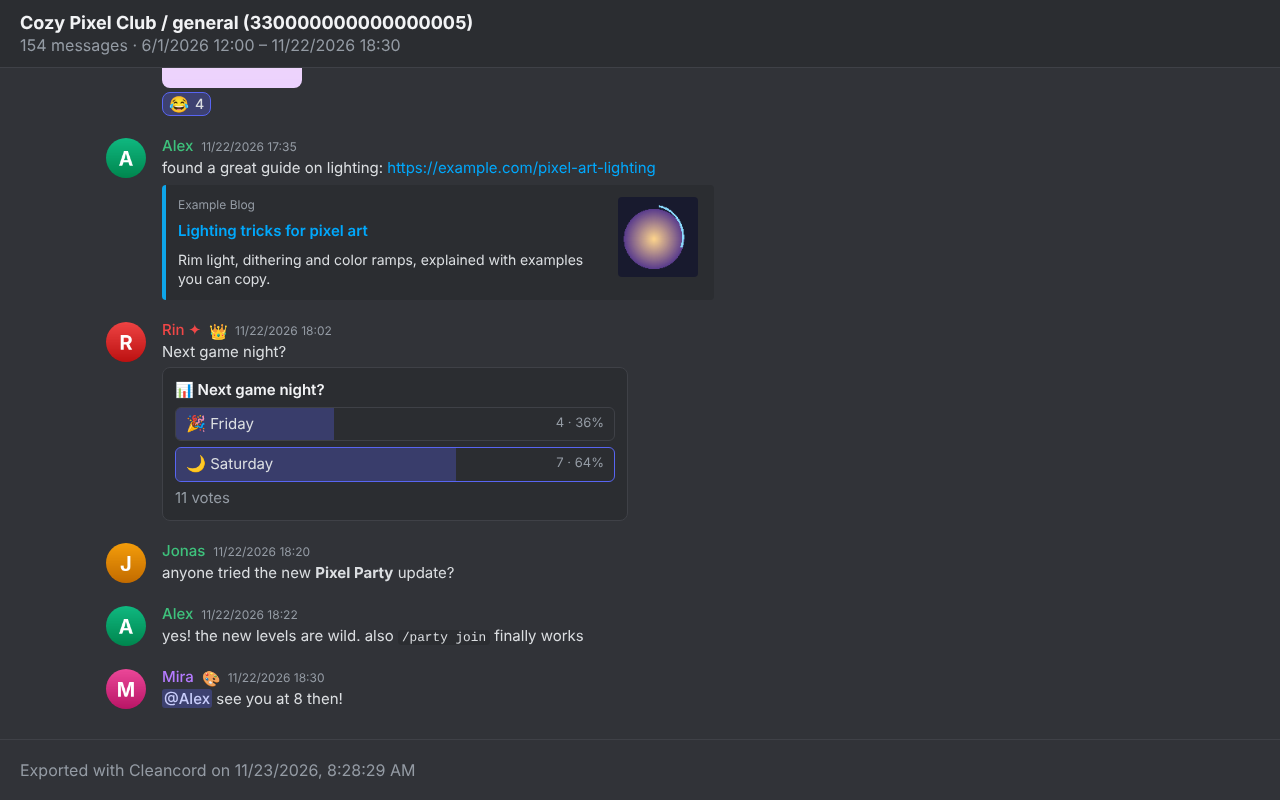 Cozy Pixel Club / general (330000000000000005)
154 messages · 6/1/2026 12:00 – 11/22/2026 18:30
😂 4
A
Alex 11/22/2026 17:35
found a great guide on lighting: https://example.com/pixel-art-lighting
Example Blog
Lighting tricks for pixel art
Rim light, dithering and color ramps, explained with examples
you can copy.
R
Rin ✦ 👑 11/22/2026 18:02
Next game night?
📊 Next game night?
🎉 Friday 4 · 36%
🌙 Saturday 7 · 64%
11 votes
J
Jonas 11/22/2026 18:20
anyone tried the new Pixel Party update?
A
Alex 11/22/2026 18:22
yes! the new levels are wild. also /party join finally works
M
Mira 🎨 11/22/2026 18:30
@Alex see you at 8 then!
Exported with Cleancord on 11/23/2026, 8:28:29 AM